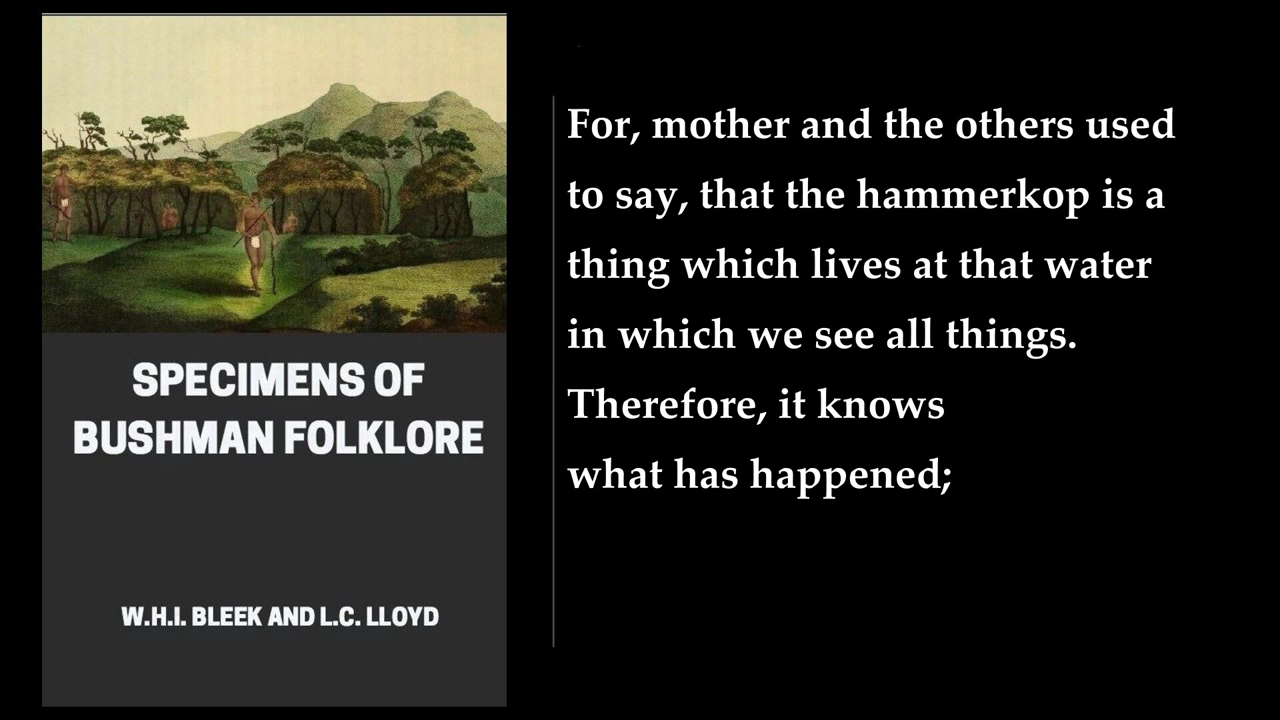 SPECIMENS OF
BUSHMAN FOLKLORE
W.H.I. BLEEK AND L.C. LLOYD
For, mother and the others used
to say, that the hammerkop is a
thing which lives at that water
in which we see all things.
Therefore, it knows
what has happened;